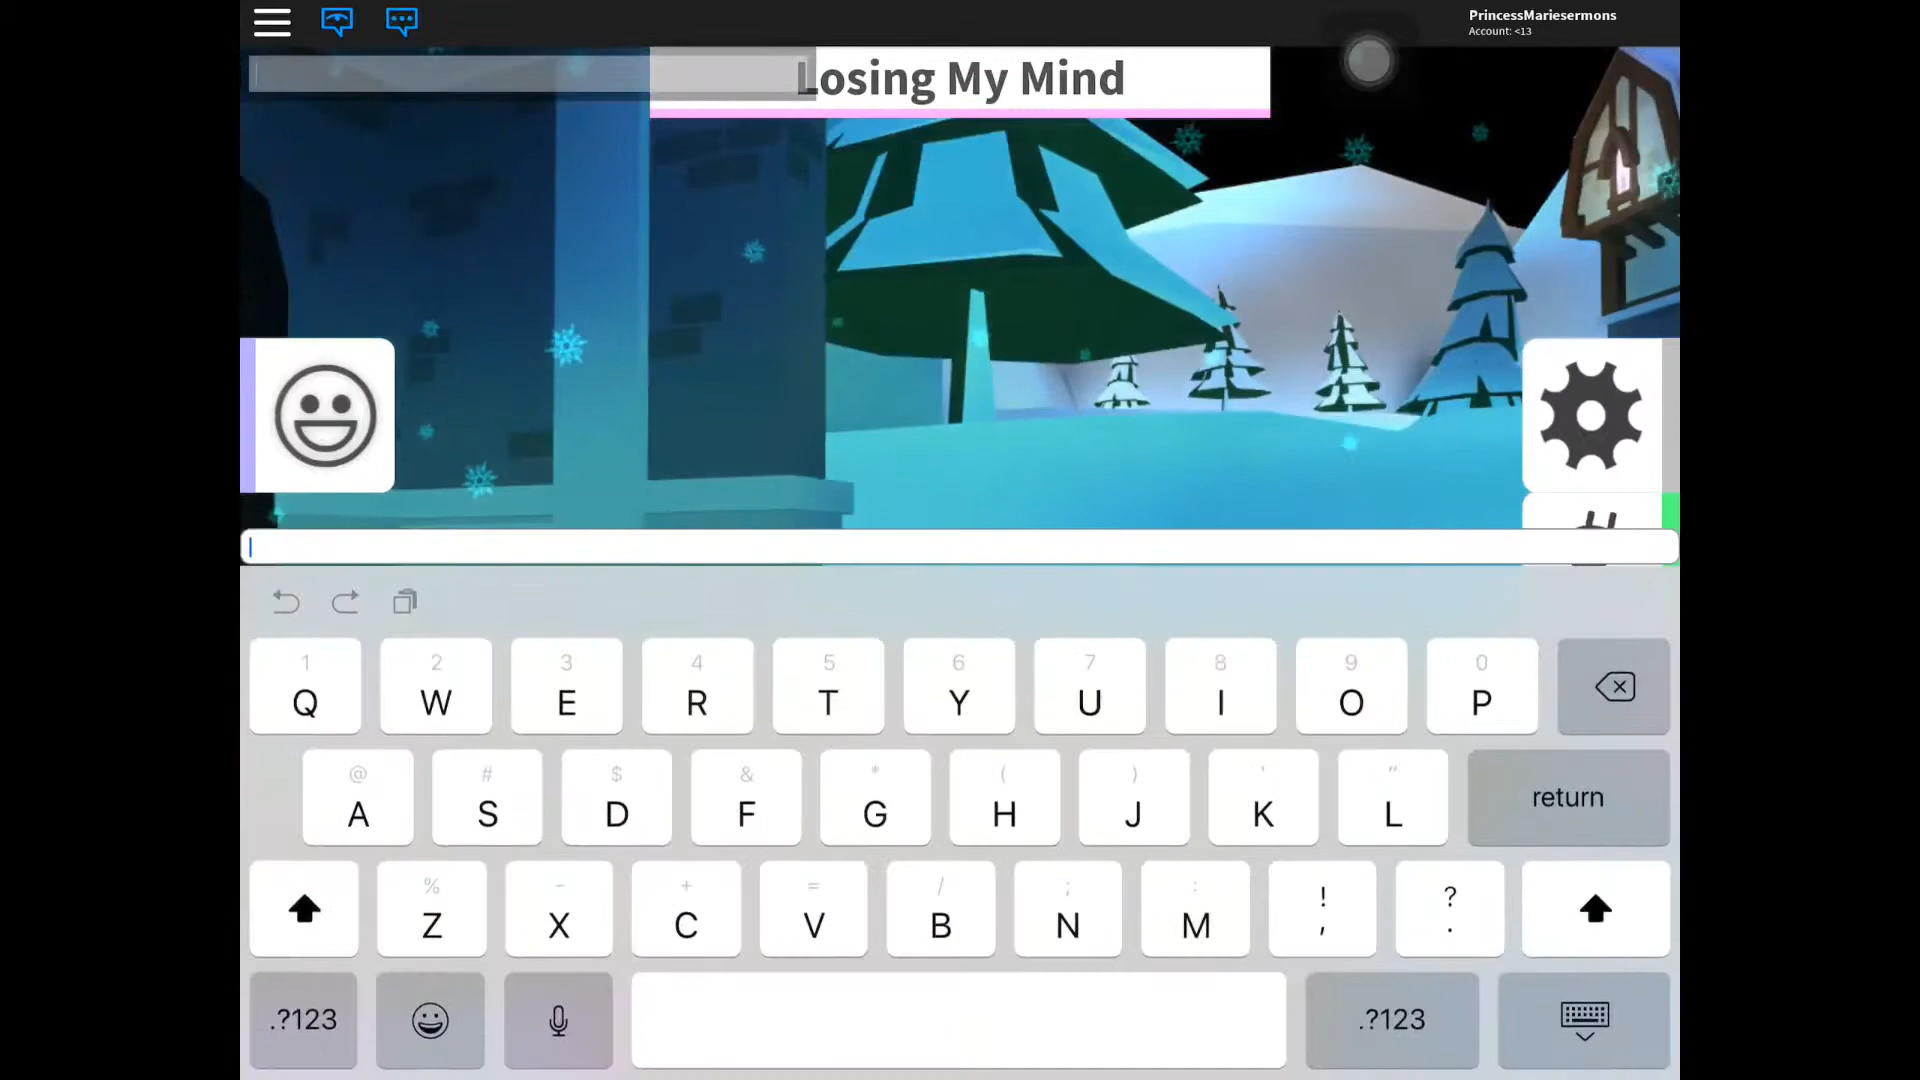 PrincessMariesermons
Account: <13
Losing My Mind
1 2 3 4 5 6 7 8 9 0
Q W E R T Y U I O P
@ # $ & * ( ) ' "
A S D F G H J K L return
% - + = / ; : ! ?
Z X C V B N M , .
.?123 .?123